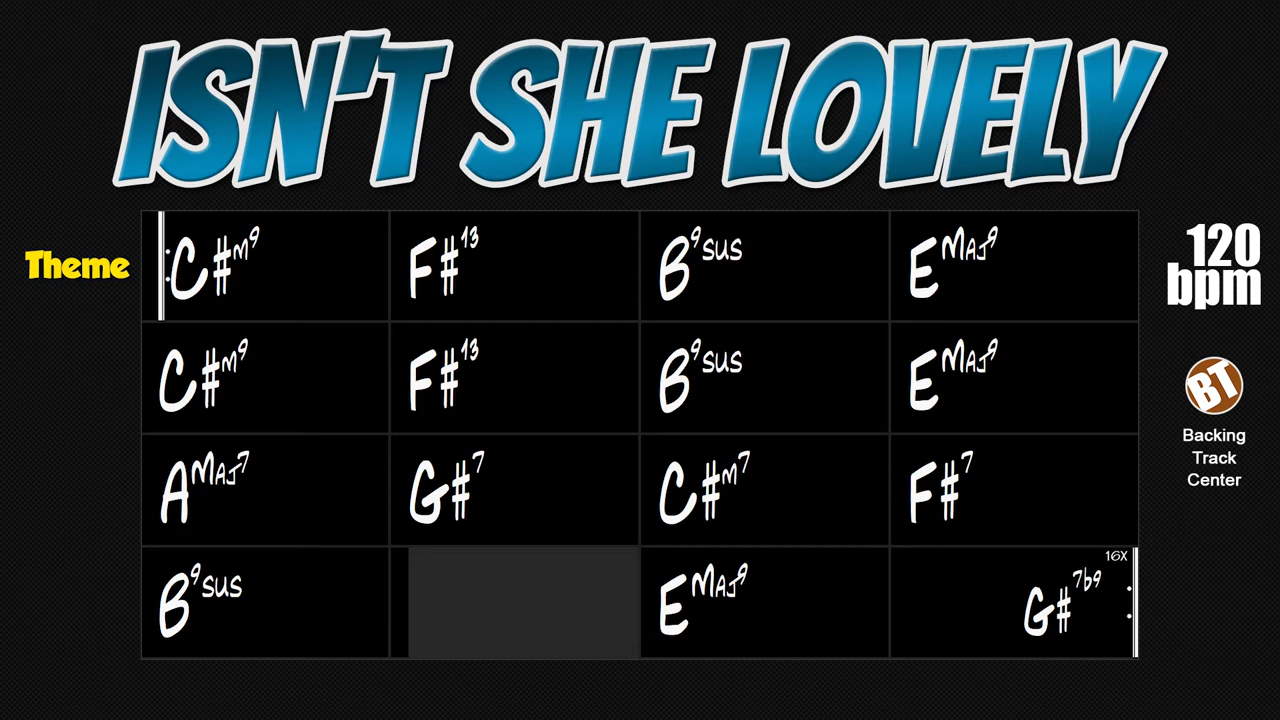 ISN'T SHE LOVELY
Theme
C#m9 F#13 B9sus EMaj9
120
bpm
C#m9 F#13 B9sus EMaj9
BT
Backing
Track
Center
AMaj7 G#7 C#m7 F#7
16x
B9sus EMaj9 G#7b9